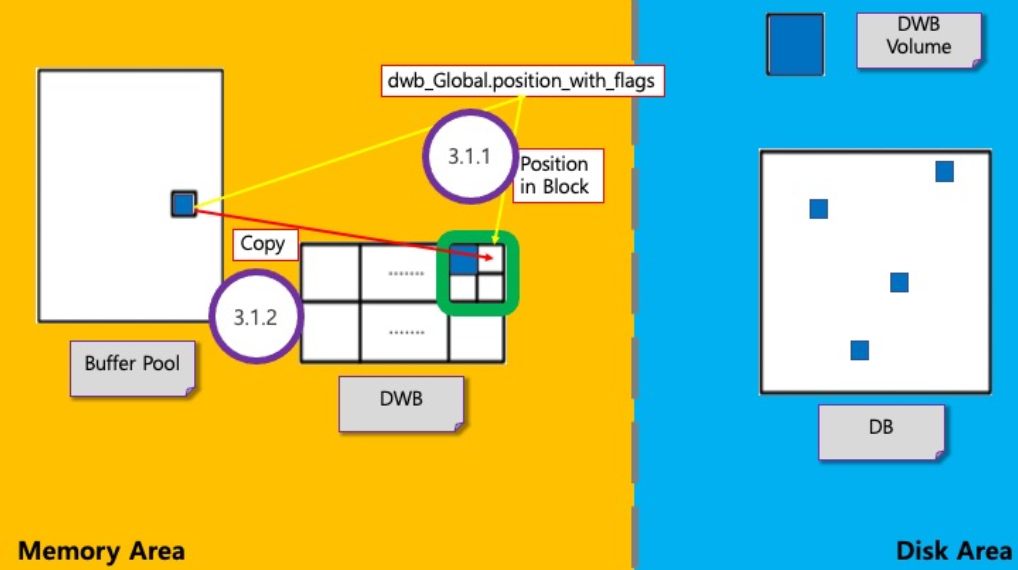 DWB
Volume
dwb_Global.position_with_flags
3.1.1
Position
in Block
Copy
.......
3.1.2
.......
Buffer Pool
DWB
DB
Memory Area
Disk Area